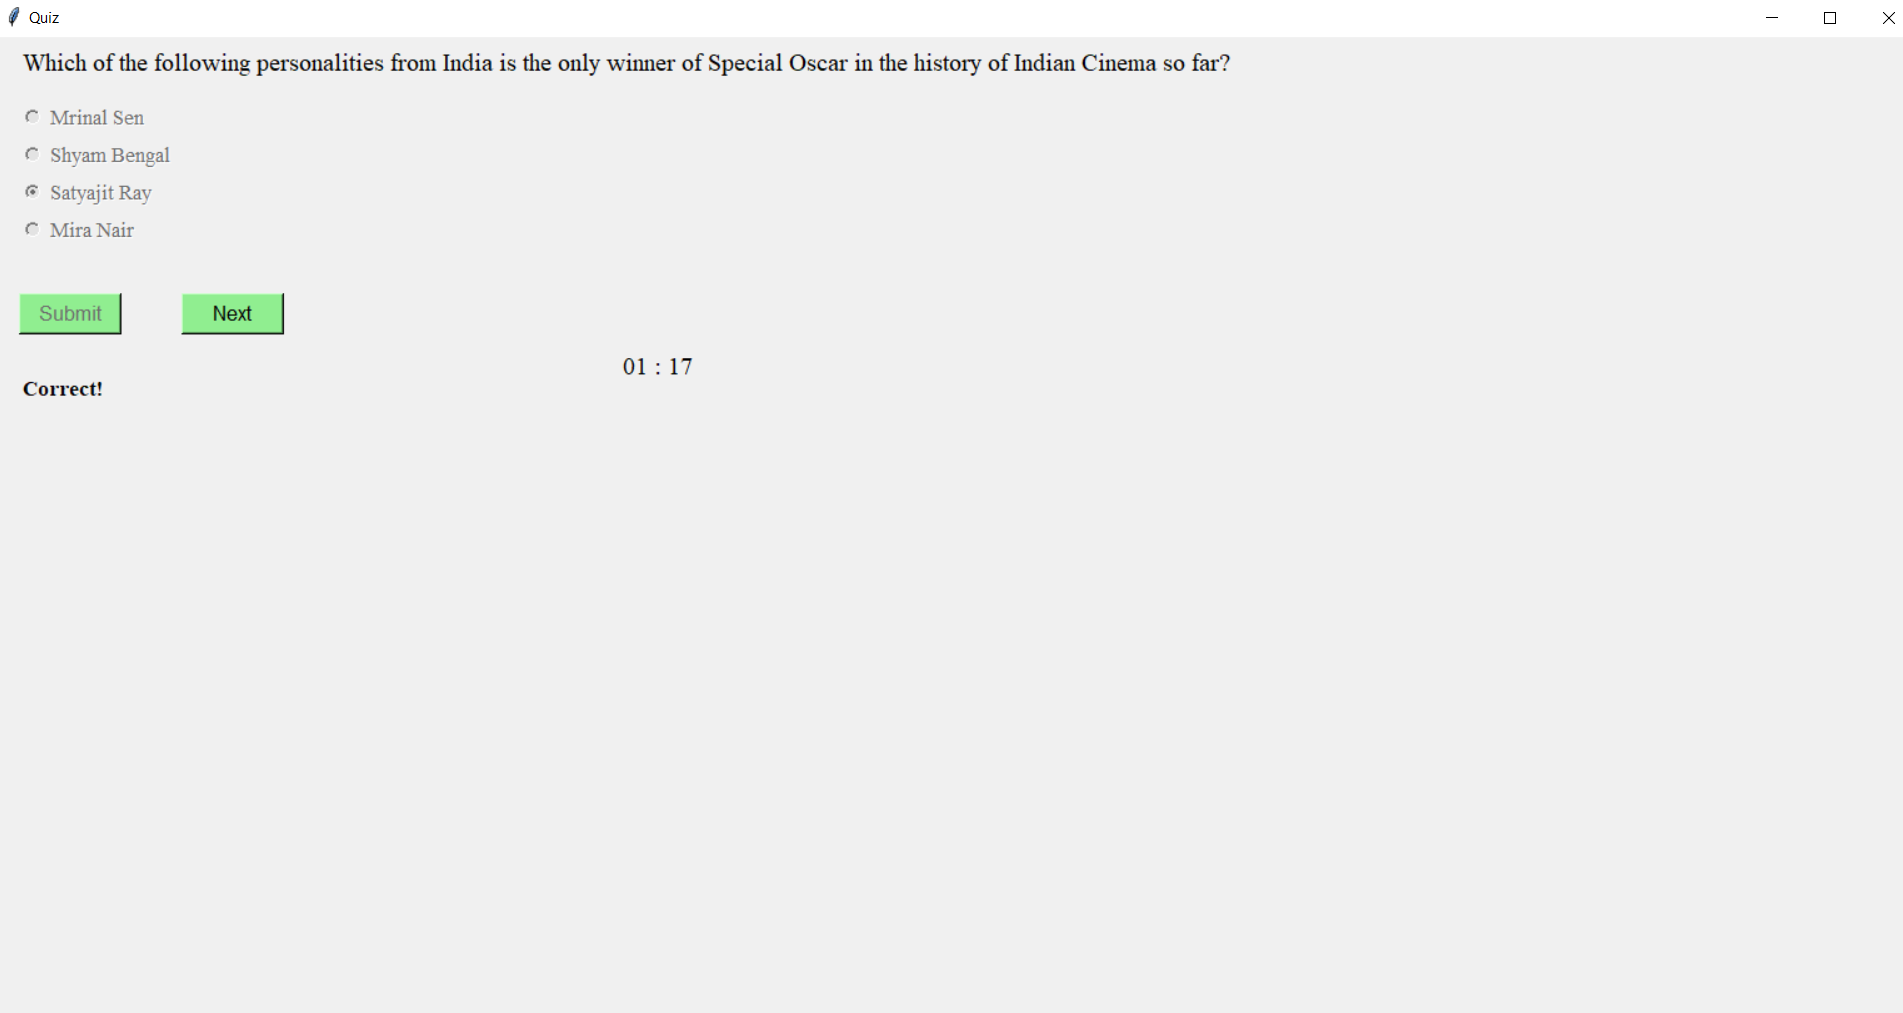 Quiz
Which of the following personalities from India is the only winner of Special Oscar in the history of Indian Cinema so far?
Mrinal Sen
Shyam Bengal
Satyajit Ray
Mira Nair
Submit Next
01 : 17
Correct!